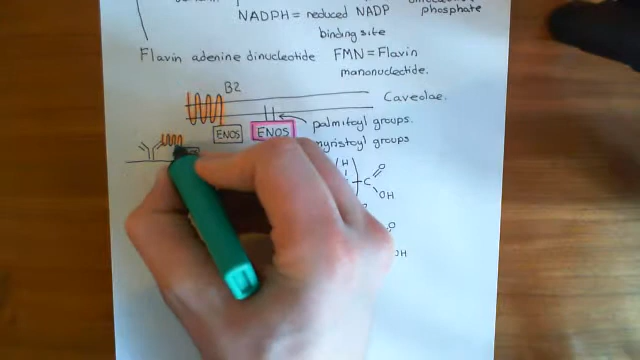 NADPH = reduced NADP
phosphate
binding site
Flavin adenine dinucleotide FMN = Flavin
mononuclectide.
B2
Caveolae.
ENOS
ENOS
palmitoyl groups.
myristoyl groups
H
C
O
OH
OH